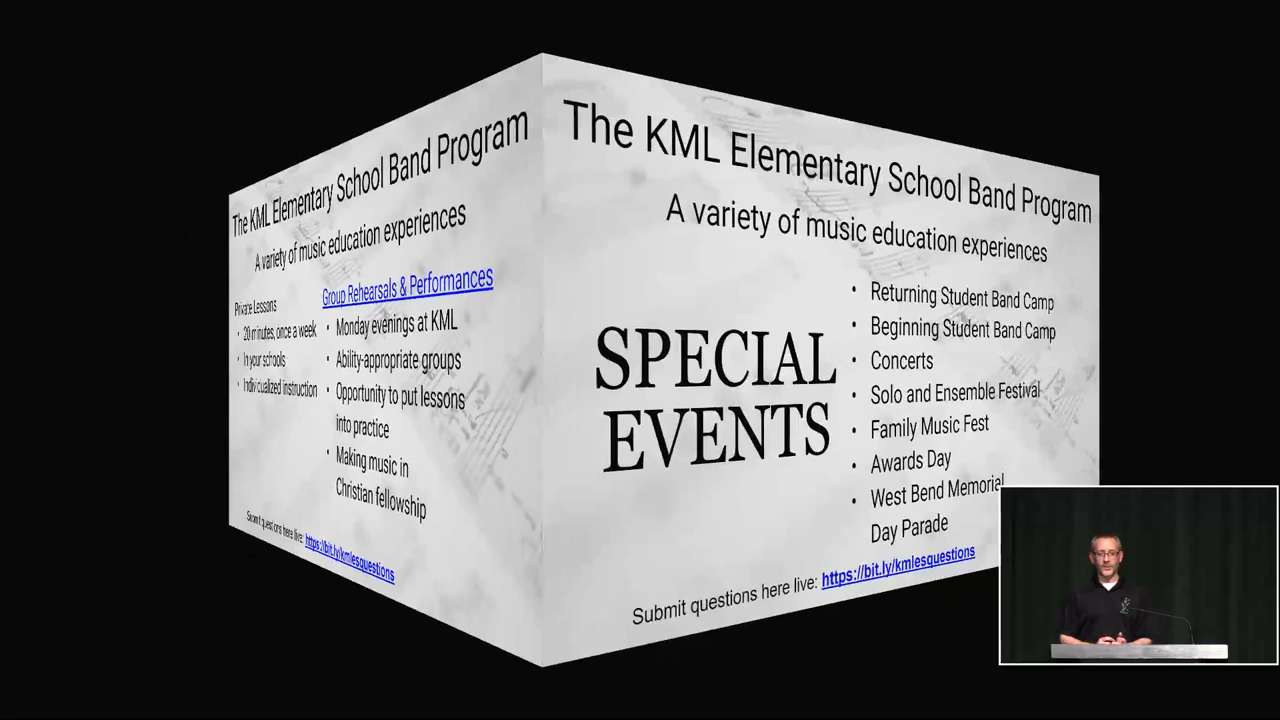 The KML Elementary School Band Program
A variety of music education experiences
Private Lessons
• 20 minutes, once a week
• In your schools
• Individualized instruction
Group Rehearsals & Performances
• Monday evenings at KML
• Ability-appropriate groups
• Opportunity to put lessons
into practice
• Making music in
Christian fellowship
Submit questions here live: https://bit.ly/kmlesquestions
The KML Elementary School Band Program
A variety of music education experiences
SPECIAL
EVENTS
• Returning Student Band Camp
• Beginning Student Band Camp
• Concerts
• Solo and Ensemble Festival
• Family Music Fest
• Awards Day
• West Bend Memorial
Day Parade
Submit questions here live: https://bit.ly/kmlesquestions